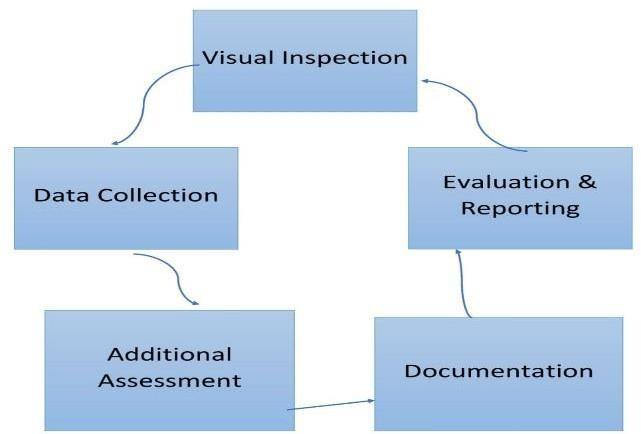 Visual Inspection
Data Collection
Evaluation &
Reporting
Additional
Assessment
Documentation